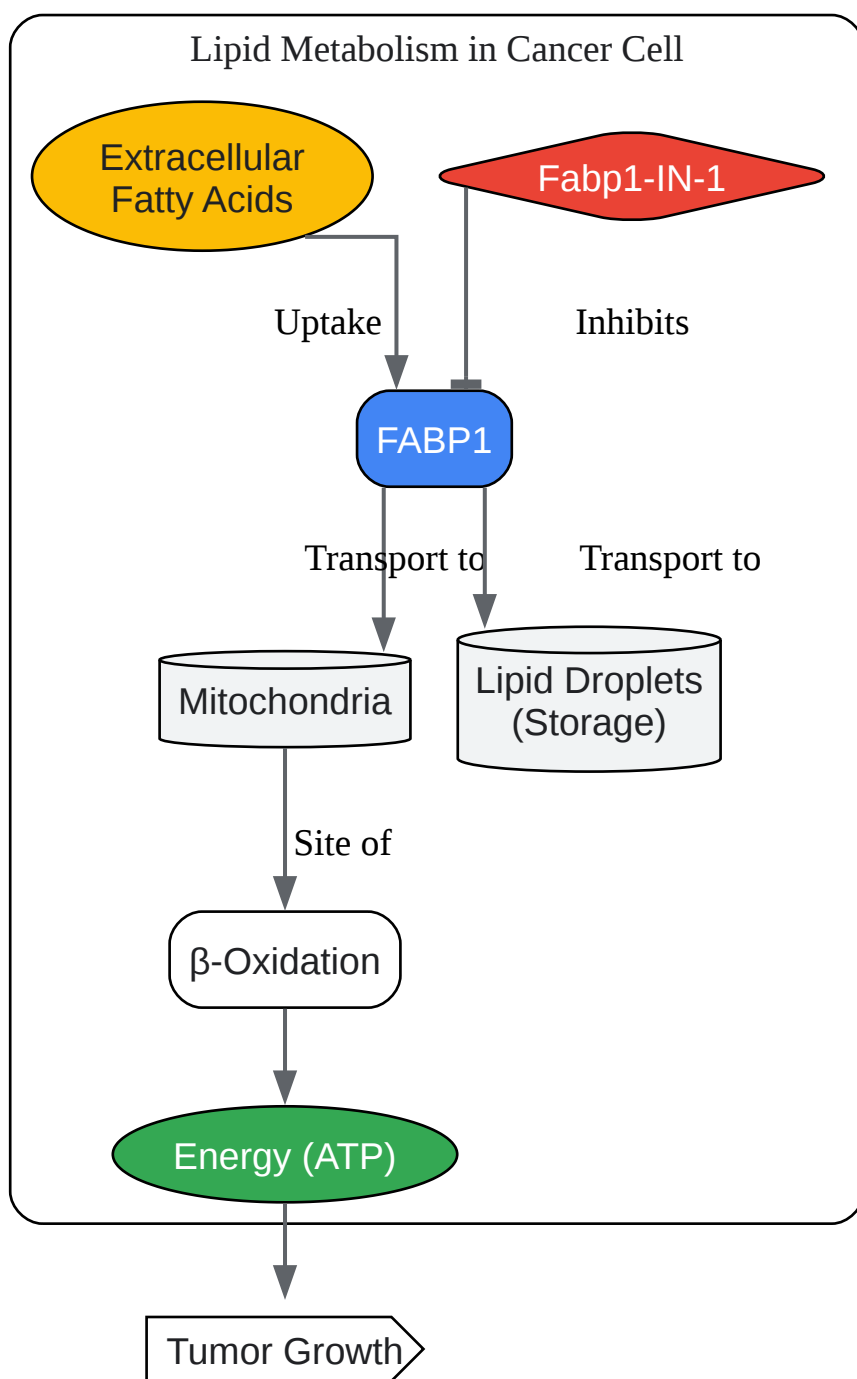 Lipid Metabolism in Cancer Cell
Extracellular
Fatty Acids
Fabp1-IN-1
Uptake
Inhibits
FABP1
Transport to
Transport to
Mitochondria
Lipid Droplets
(Storage)
Site of
β-Oxidation
Energy (ATP)
Tumor Growth